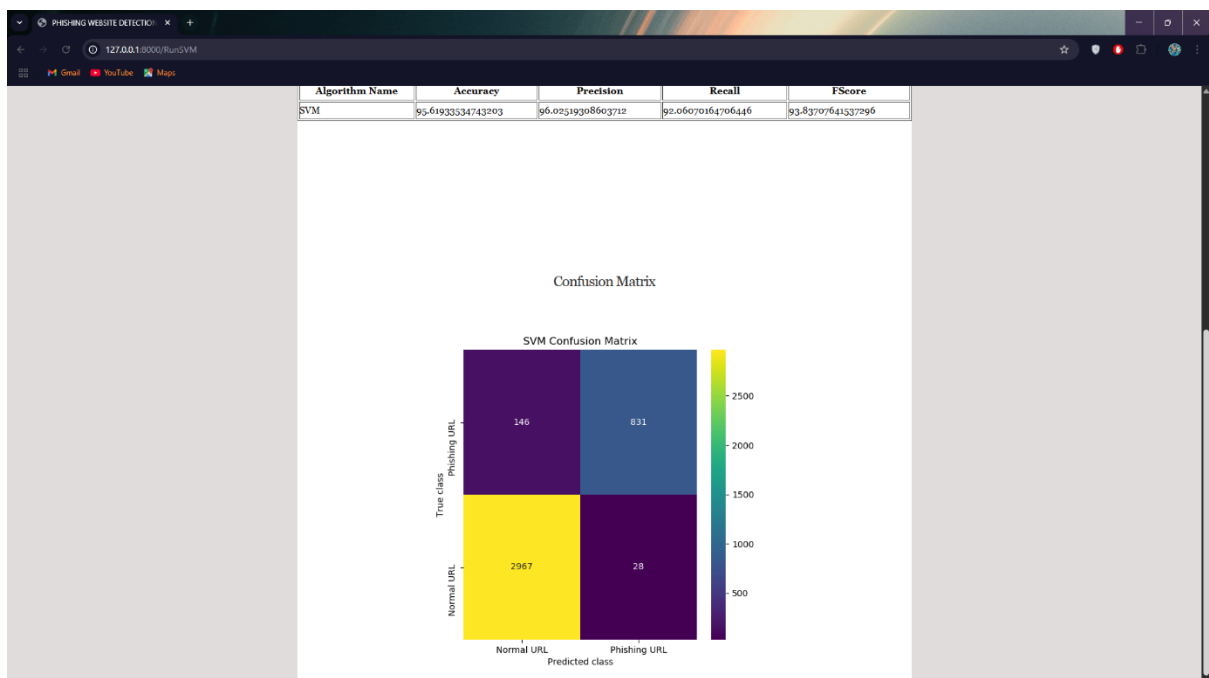 PHISHING WEBSITE DETECTION
127.0.0.1:8000/RunSVM
Gmail YouTube Maps
Algorithm Name Accuracy Precision Recall FScore
SVM 95.61933534743203 96.02519308603712 92.06070164706446 93.83707641537296
Confusion Matrix
SVM Confusion Matrix
Phishing URL 146 831
Normal URL 2967 28
True class
Normal URL Phishing URL
Predicted class
2500
2000
1500
1000
500